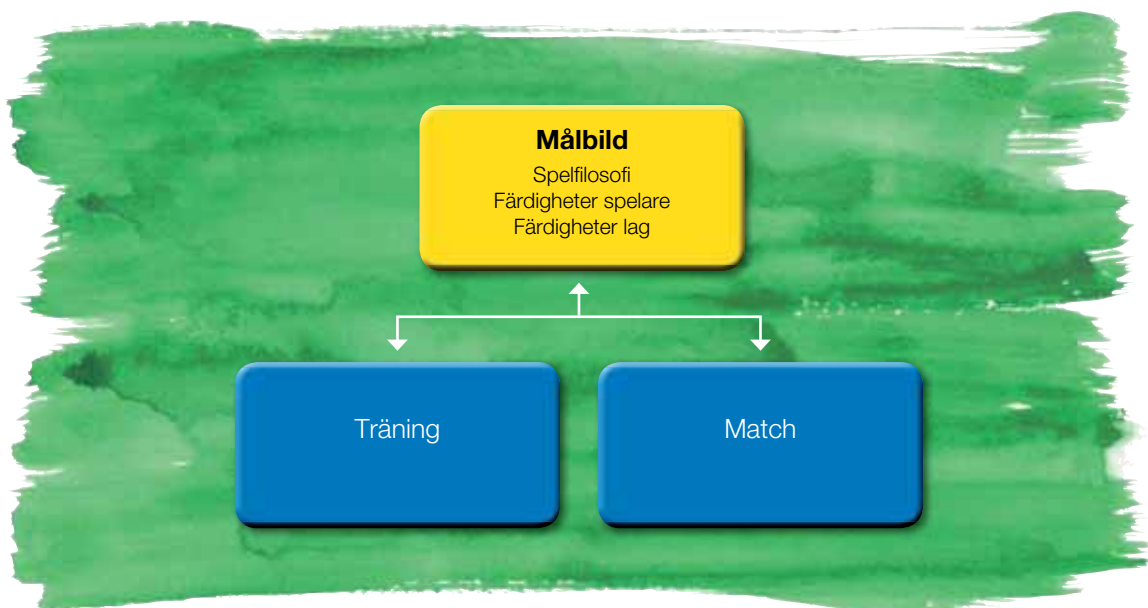 Målbild
Spelfilosofi
Färdigheter spelare
Färdigheter lag
Träning
Match